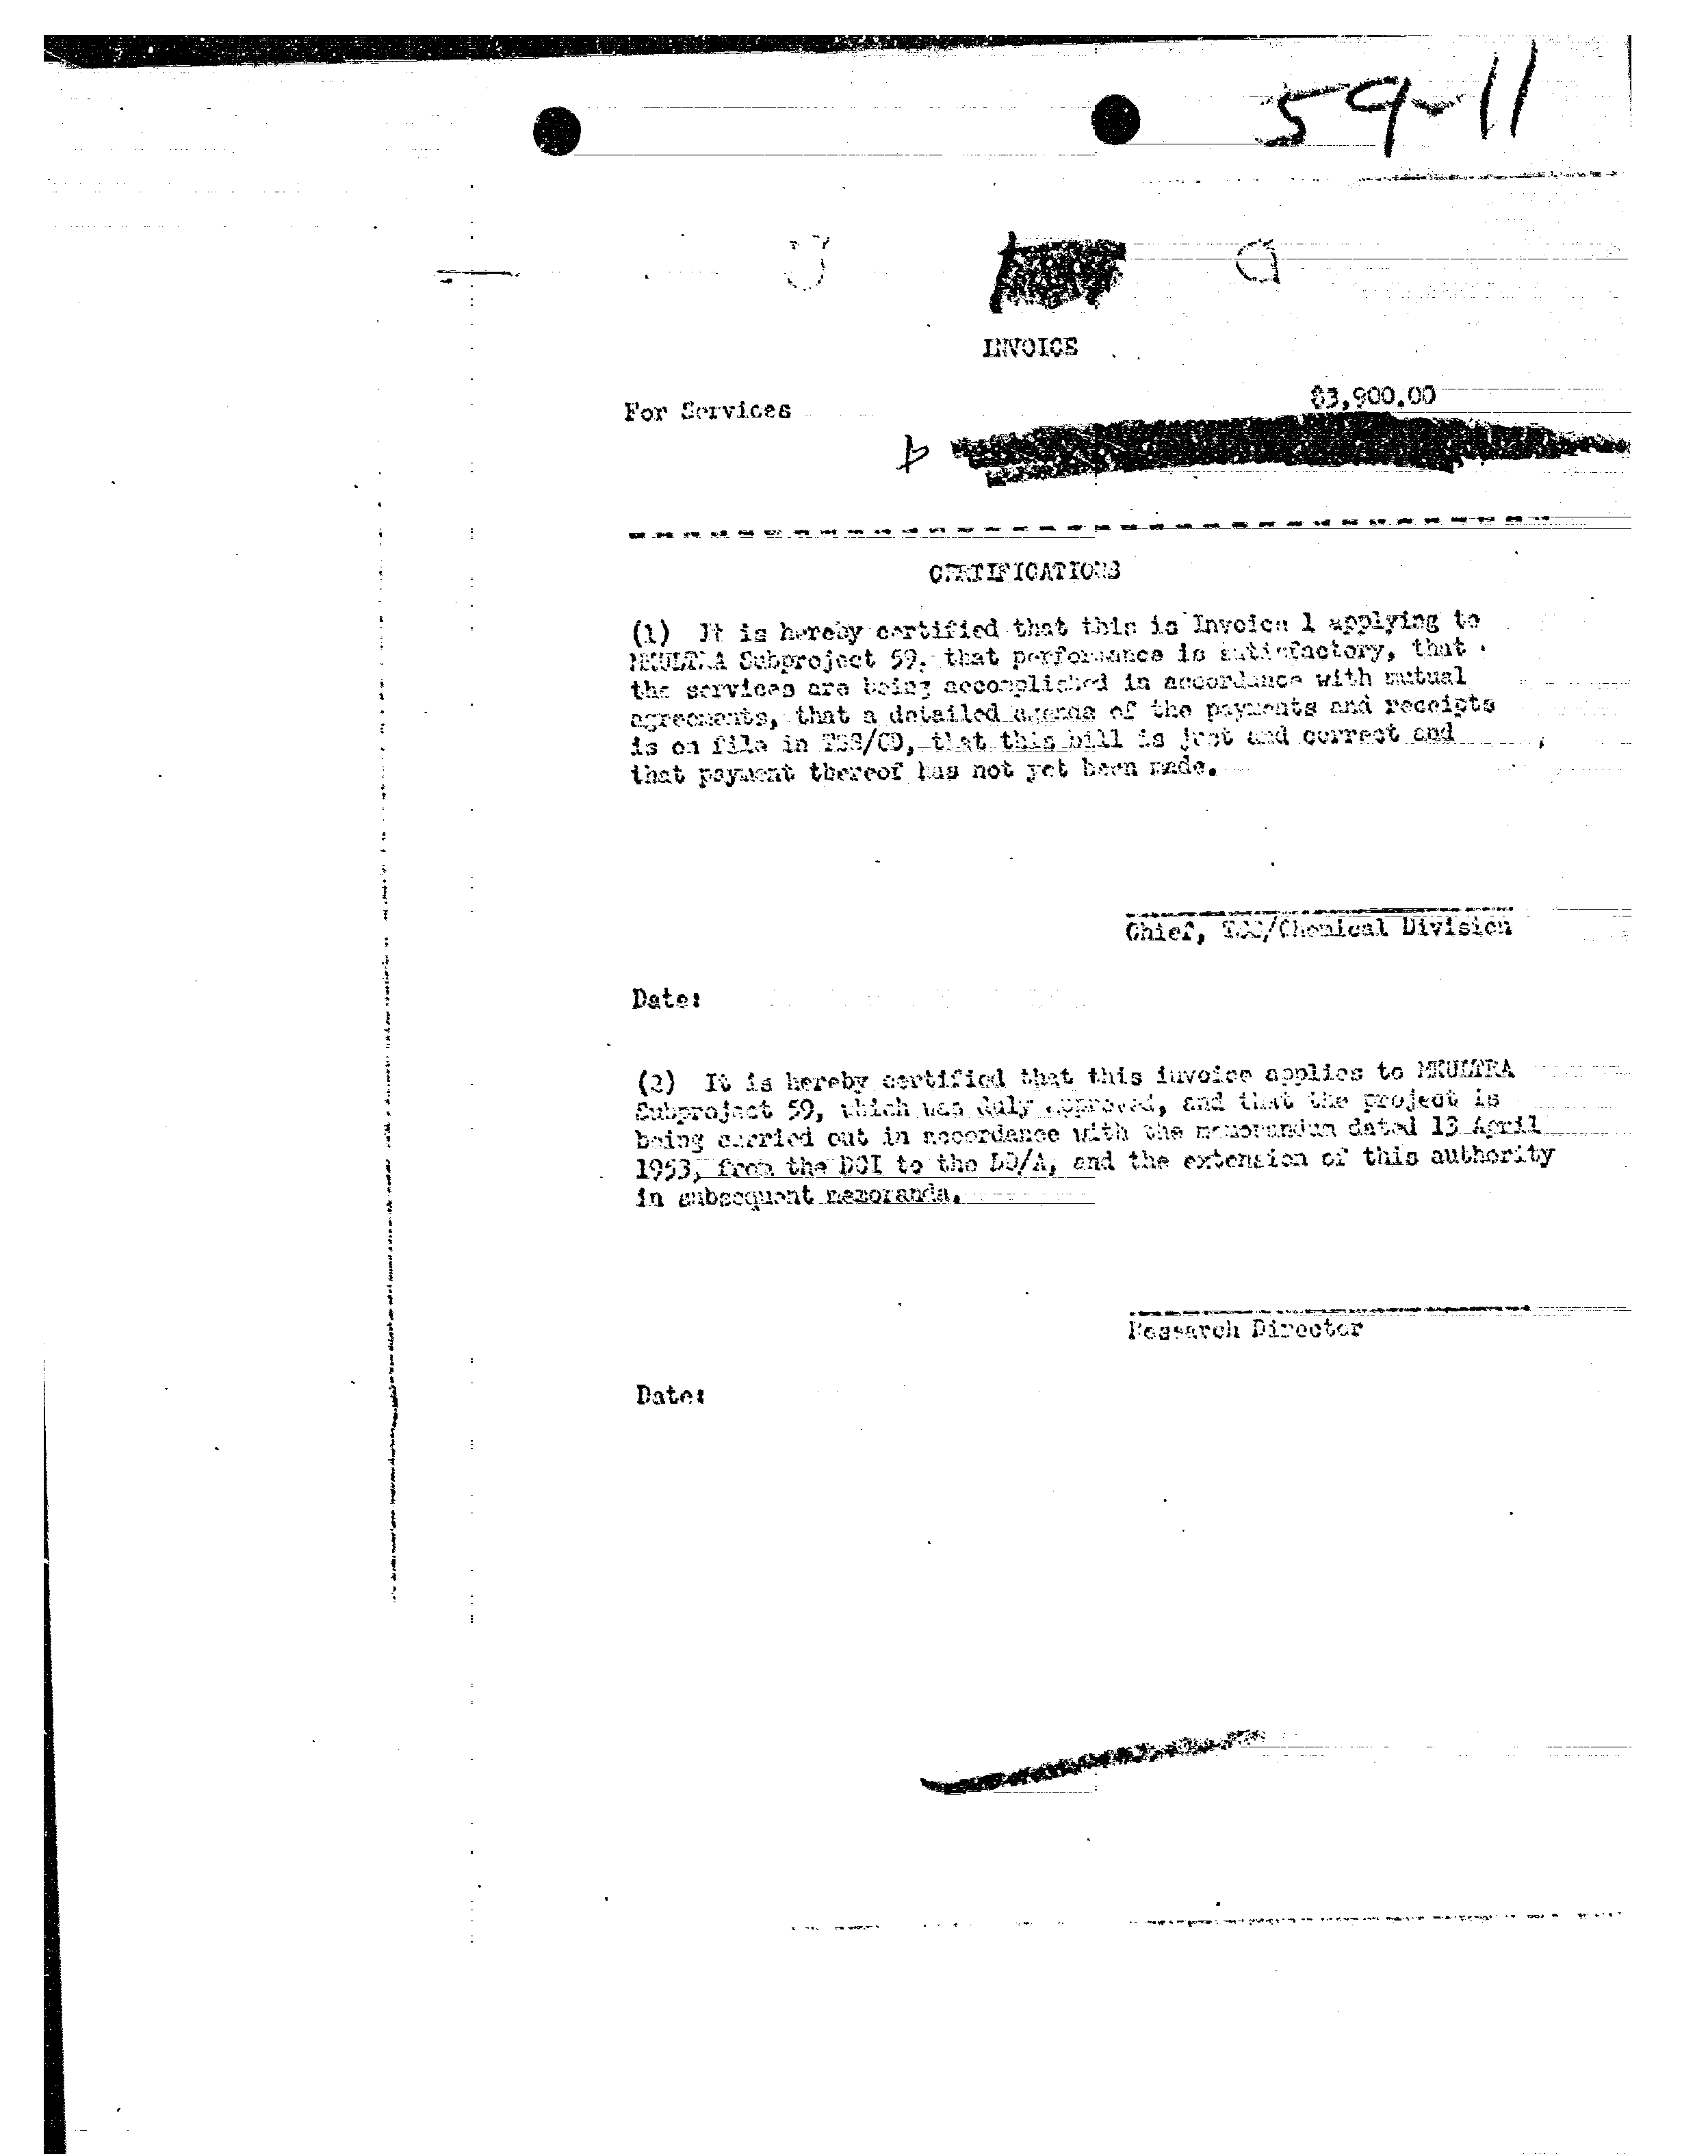 59-11
INVOICE
For Services $3,900.00
b
CERTIFICATIONS
(1) It is hereby certified that this is Invoice 1 applying to
MKULTRA Subproject 59, that performance is satisfactory, that
the services are being accomplished in accordance with mutual
agreements, that a detailed agenda of the payments and receipts
is on file in TSS/CD, that this bill is just and correct and
that payment thereof has not yet been made.
Chief, TSS/Chemical Division
Date:
(2) It is hereby certified that this invoice applies to MKULTRA
Subproject 59, which was duly approved, and that the project is
being carried out in accordance with the memorandum dated 13 April
1953, from the DCI to the DD/A, and the extension of this authority
in subsequent memoranda.
Research Director
Date: